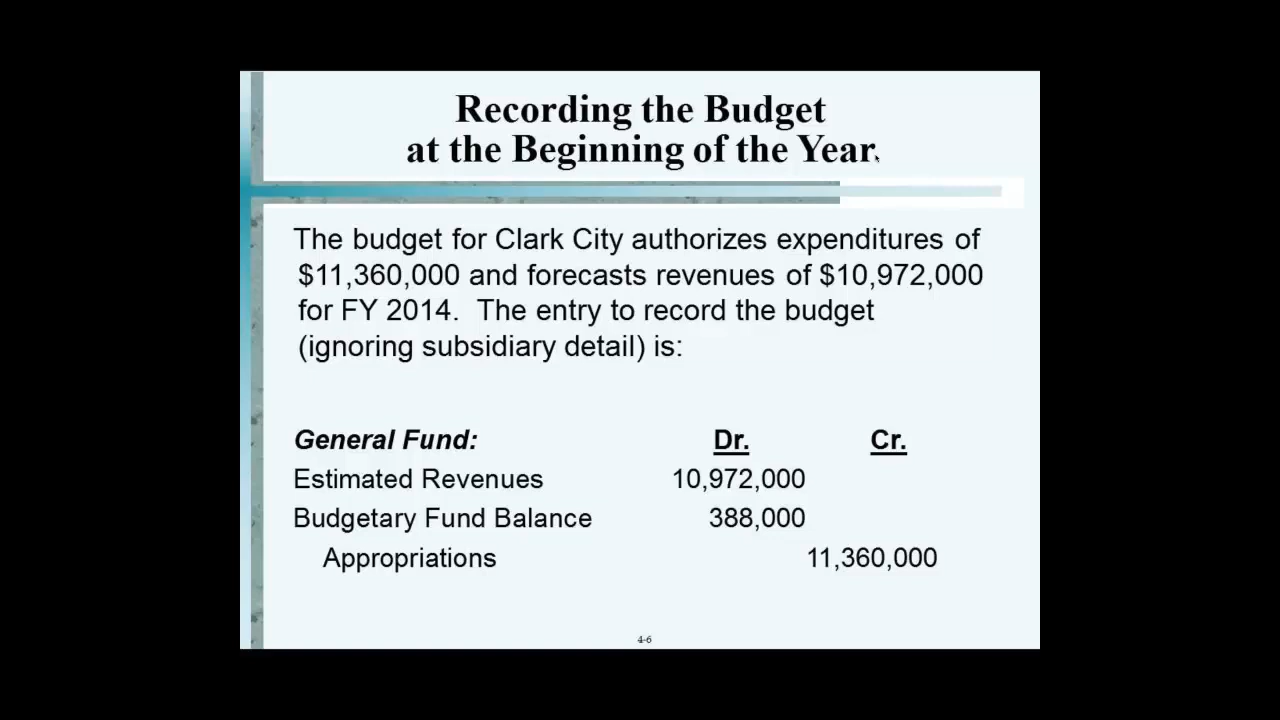 Recording the Budget
at the Beginning of the Year
The budget for Clark City authorizes expenditures of
$11,360,000 and forecasts revenues of $10,972,000
for FY 2014. The entry to record the budget
(ignoring subsidiary detail) is:
General Fund: Dr. Cr.
Estimated Revenues 10,972,000
Budgetary Fund Balance 388,000
Appropriations 11,360,000
4-6